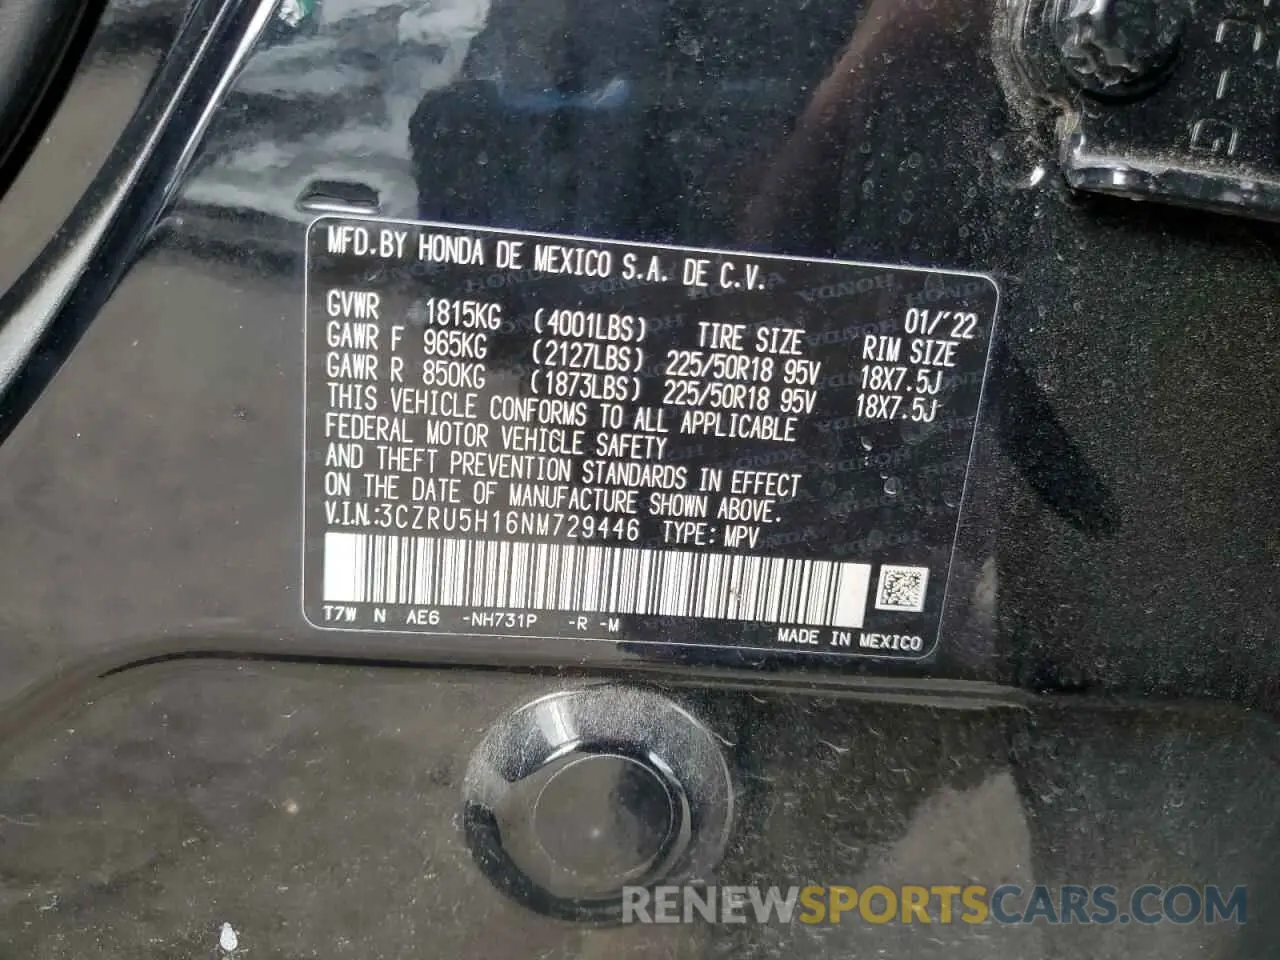 MFD.BY HONDA DE MEXICO S.A. DE C.V.
01/'22
GVWR 1815KG (4001LBS) TIRE SIZE RIM SIZE
GAWR F 965KG (2127LBS) 225/50R18 95V 18X7.5J
GAWR R 850KG (1873LBS) 225/50R18 95V 18X7.5J
THIS VEHICLE CONFORMS TO ALL APPLICABLE
FEDERAL MOTOR VEHICLE SAFETY
AND THEFT PREVENTION STANDARDS IN EFFECT
ON THE DATE OF MANUFACTURE SHOWN ABOVE.
V.I.N.:3CZRU5H16NM729446 TYPE: MPV
T7W N AE6 -NH731P -R -M
MADE IN MEXICO
RENEWSPORTSCARS.COM